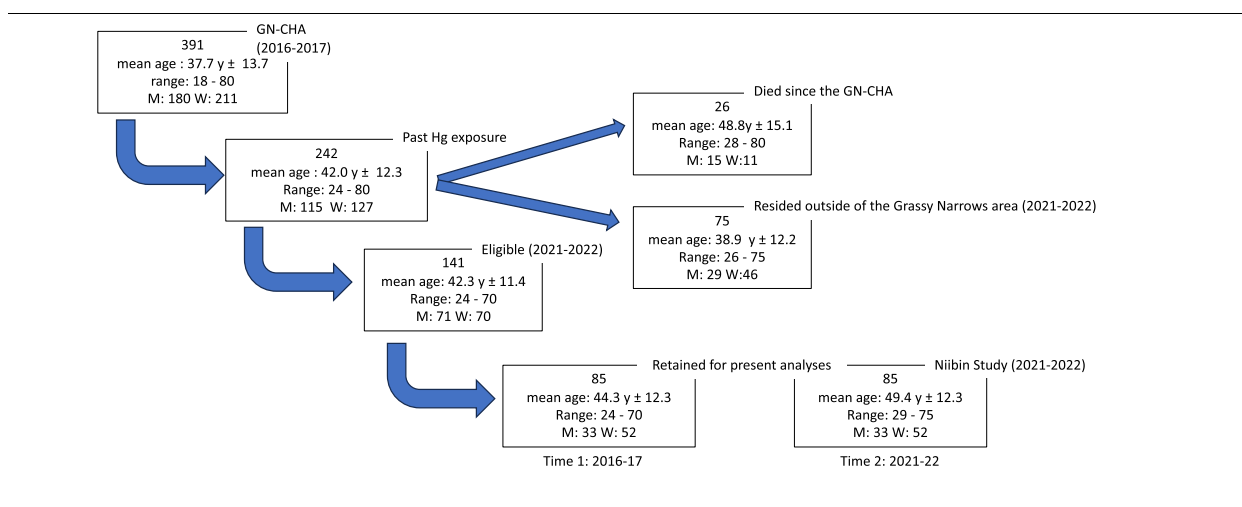 GN-CHA
(2016-2017)
391
mean age : 37.7 y ± 13.7
range: 18 - 80
M: 180 W: 211
Past Hg exposure
242
mean age : 42.0 y ± 12.3
Range: 24 - 80
M: 115 W: 127
Died since the GN-CHA
26
mean age: 48.8y ± 15.1
Range: 28 - 80
M: 15 W:11
Resided outside of the Grassy Narrows area (2021-2022)
75
mean age: 38.9 y ± 12.2
Range: 26 - 75
M: 29 W:46
Eligible (2021-2022)
141
mean age: 42.3 y ± 11.4
Range: 24 - 70
M: 71 W: 70
Retained for present analyses
85
mean age: 44.3 y ± 12.3
Range: 24 - 70
M: 33 W: 52
Time 1: 2016-17
Niibin Study (2021-2022)
85
mean age: 49.4 y ± 12.3
Range: 29 - 75
M: 33 W: 52
Time 2: 2021-22